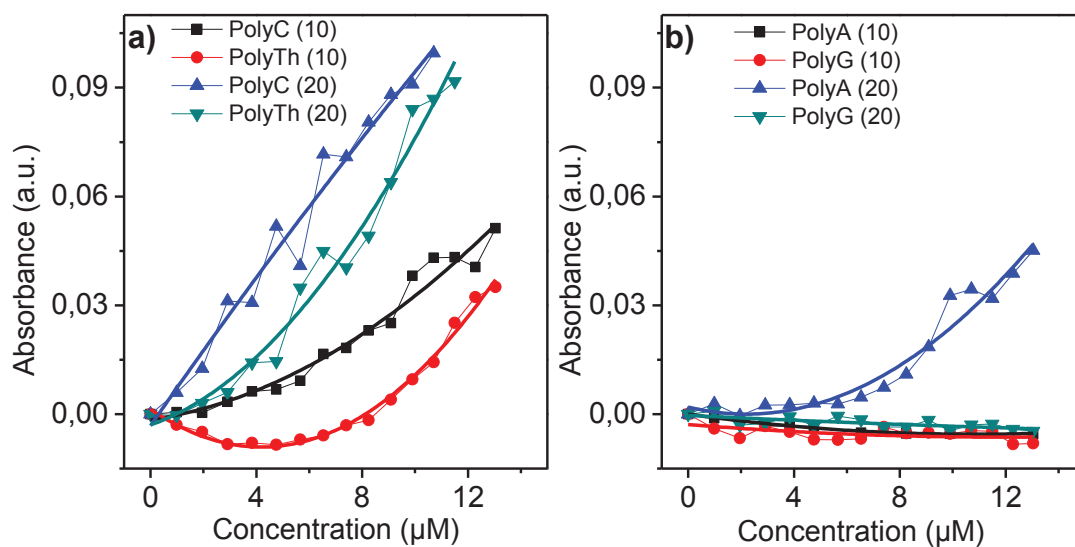 a)
PolyC (10)
PolyTh (10)
PolyC (20)
PolyTh (20)
0,09
0,06
0,03
0,00
Absorbance (a.u.)
0 4 8 12
Concentration (µM)
b)
PolyA (10)
PolyG (10)
PolyA (20)
PolyG (20)
0,09
0,06
0,03
0,00
Absorbance (a.u.)
0 4 8 12
Concentration (µM)